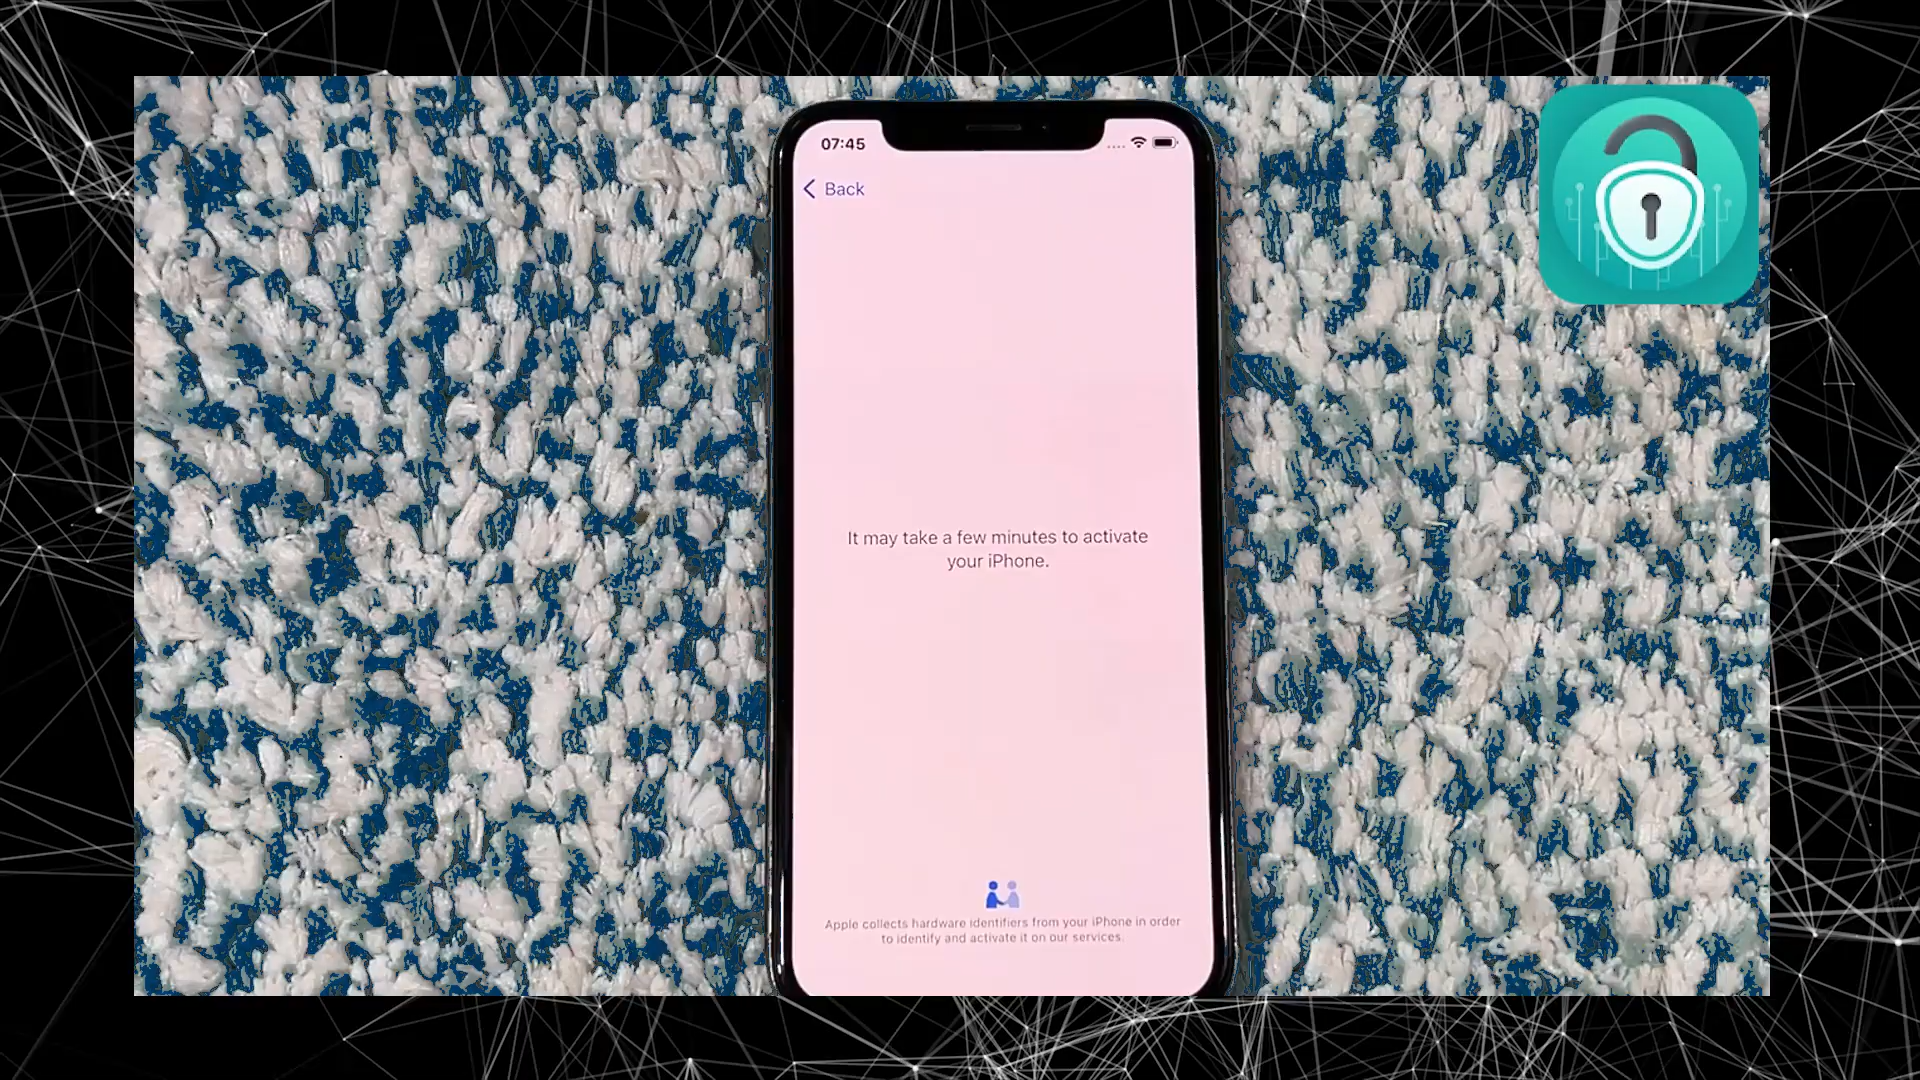 07:45
Back
It may take a few minutes to activate
your iPhone.
Apple collects hardware identifiers from your iPhone in order
to identify and activate it on our services.